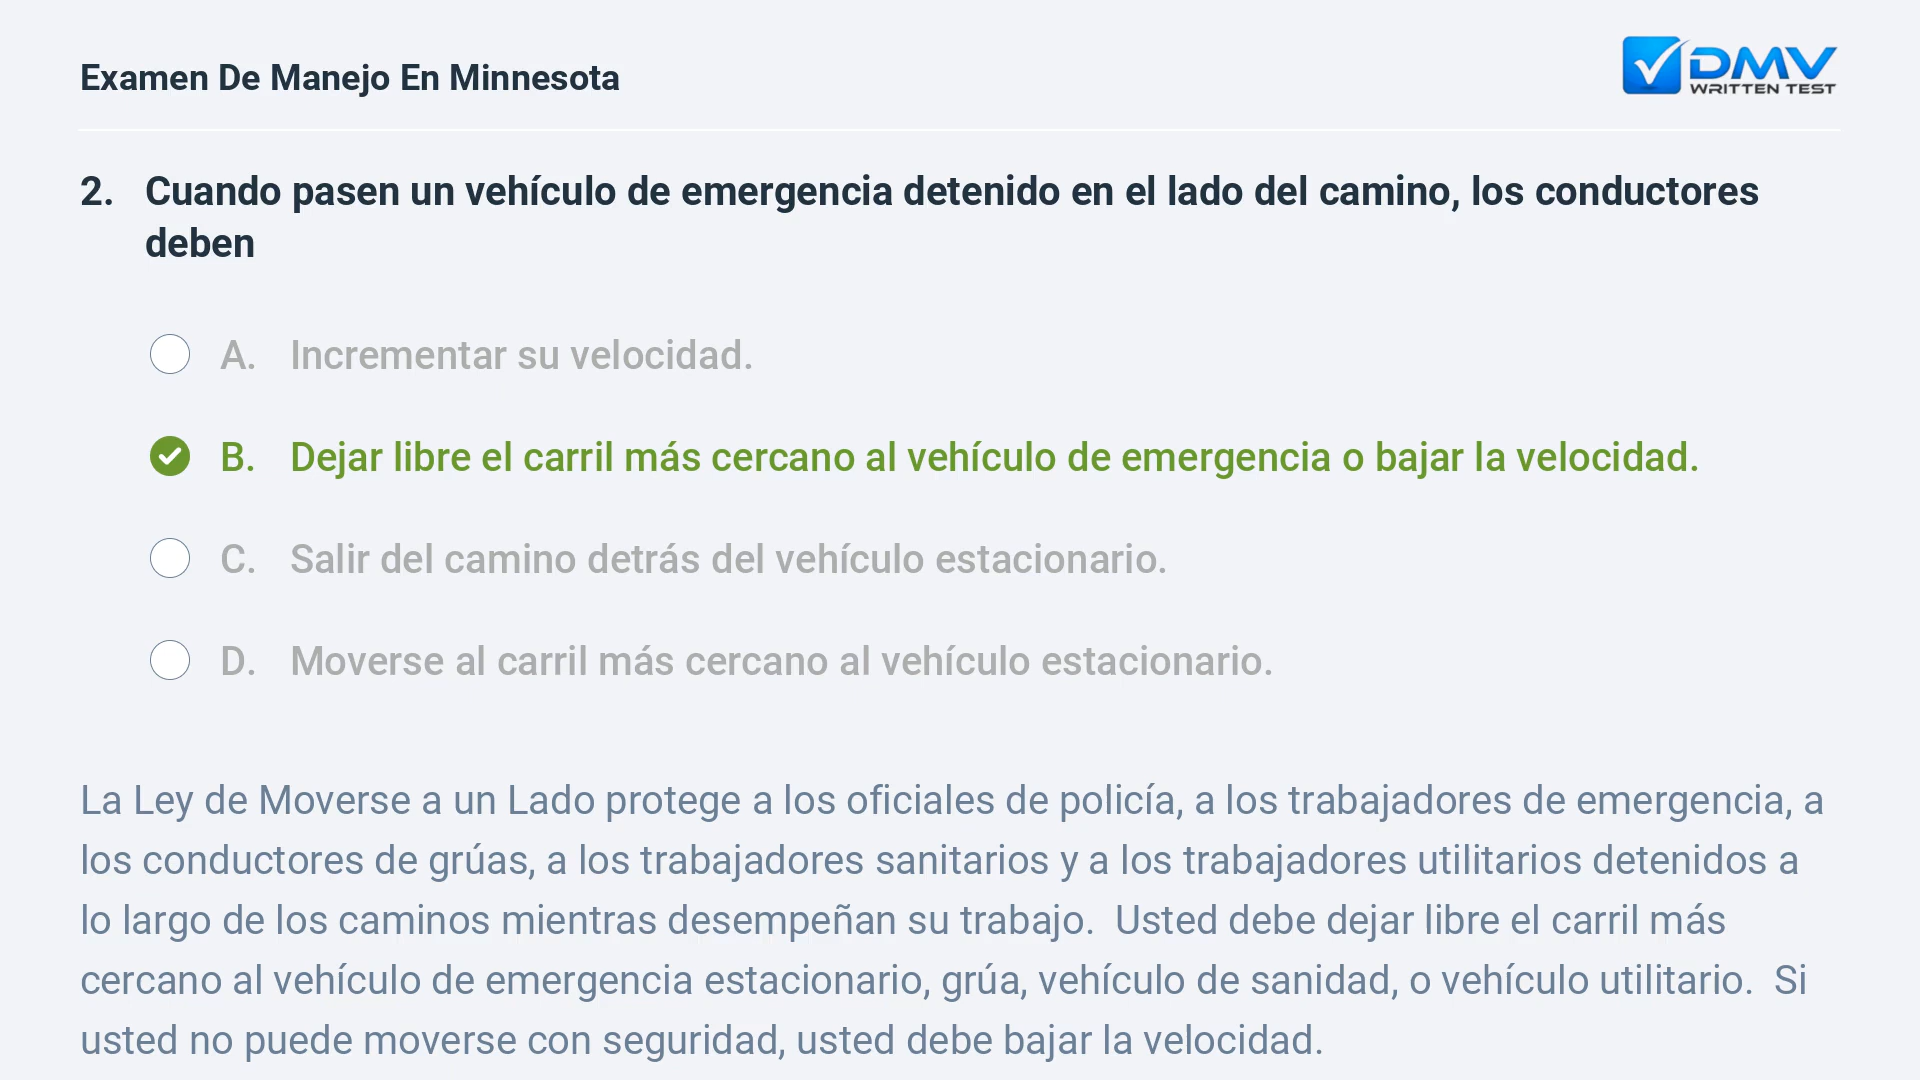 Examen De Manejo En Minnesota
DMV
WRITTEN TEST
2. Cuando pasen un vehículo de emergencia detenido en el lado del camino, los conductores
deben
A. Incrementar su velocidad.
B. Dejar libre el carril más cercano al vehículo de emergencia o bajar la velocidad.
C. Salir del camino detrás del vehículo estacionario.
D. Moverse al carril más cercano al vehículo estacionario.
La Ley de Moverse a un Lado protege a los oficiales de policía, a los trabajadores de emergencia, a
los conductores de grúas, a los trabajadores sanitarios y a los trabajadores utilitarios detenidos a
lo largo de los caminos mientras desempeñan su trabajo.  Usted debe dejar libre el carril más
cercano al vehículo de emergencia estacionario, grúa, vehículo de sanidad, o vehículo utilitario.  Si
usted no puede moverse con seguridad, usted debe bajar la velocidad.